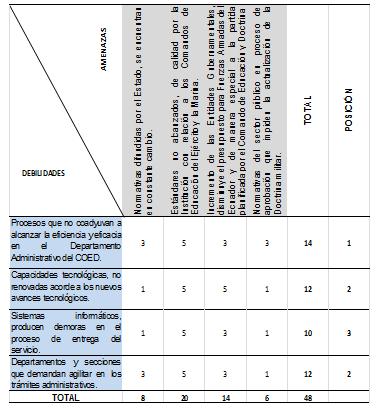 AMENAZAS
DEBILIDADES
Normativas difundidas por el Estado, se encuentran
en constante cambio.
Estándares no alcanzados, de calidad por la
Institución con relación a los Comandos de
Educación del Ejército y la Marina.
Incremento de las Entidades Gubernamentales,
disminuye el presupuesto para Fuerzas Armadas del
Ecuador y de manera especial a la partida
planificada por el Comando de Educación y Doctrina
Normativas del sector público en proceso de
aprobación que impiden la actualización de la
Doctrina militar.
TOTAL
POSICIÓN
Procesos que no coadyuvan a
alcanzar la eficiencia y eficacia
en el Departamento
Administrativo del COED.
3 5 3 3 14 1
Capacidades tecnológicas, no
renovadas acorde a los nuevos
avances tecnológicos.
1 5 5 1 12 2
Sistemas informáticos,
producen demoras en el
proceso de entrega del
servicio.
1 5 3 1 10 3
Departamentos y secciones
que demandan agilitar en los
trámites administrativos.
3 5 3 1 12 2
TOTAL 8 20 14 6 48